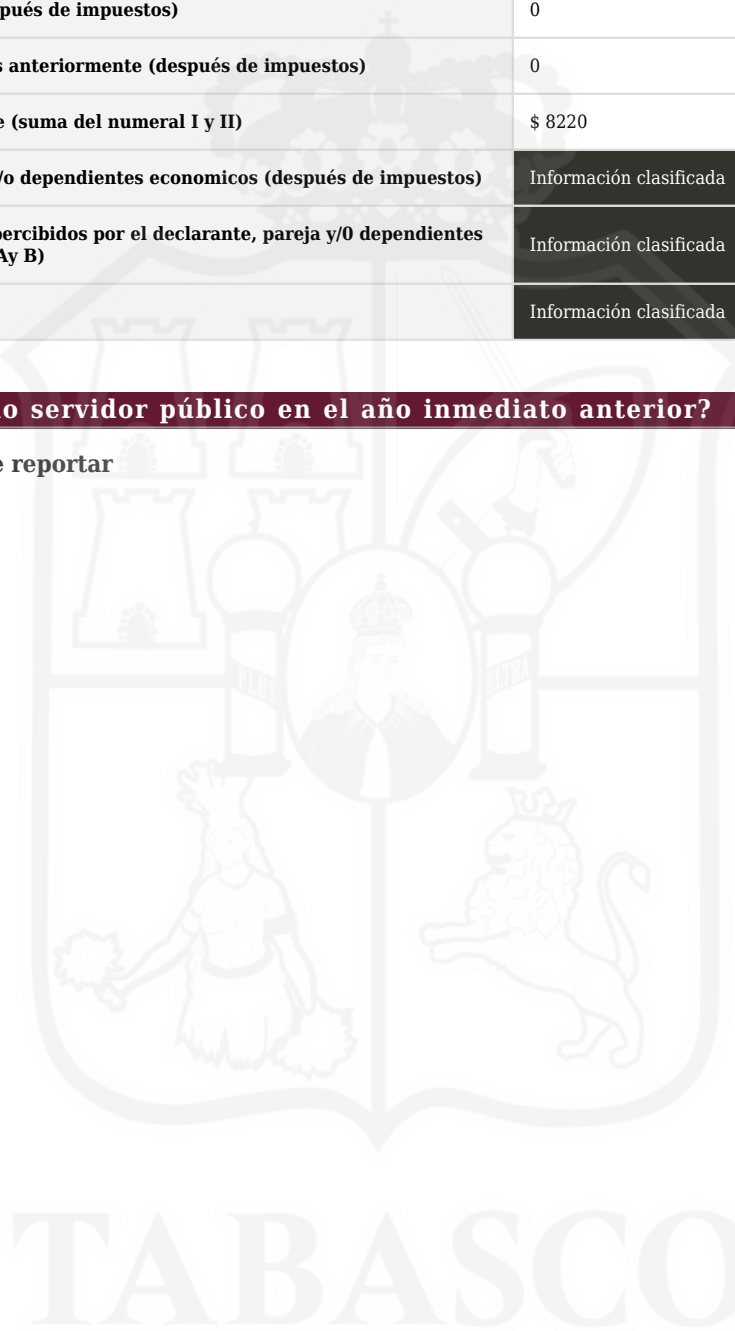 pués de impuestos) 0
s anteriormente (después de impuestos) 0
e (suma del numeral I y II) $ 8220
/o dependientes economicos (después de impuestos) Información clasificada
percibidos por el declarante, pareja y/0 dependientes
Ay B) Información clasificada
Información clasificada
o servidor público en el año inmediato anterior?
e reportar
PLUS ULTRA
TABASCO